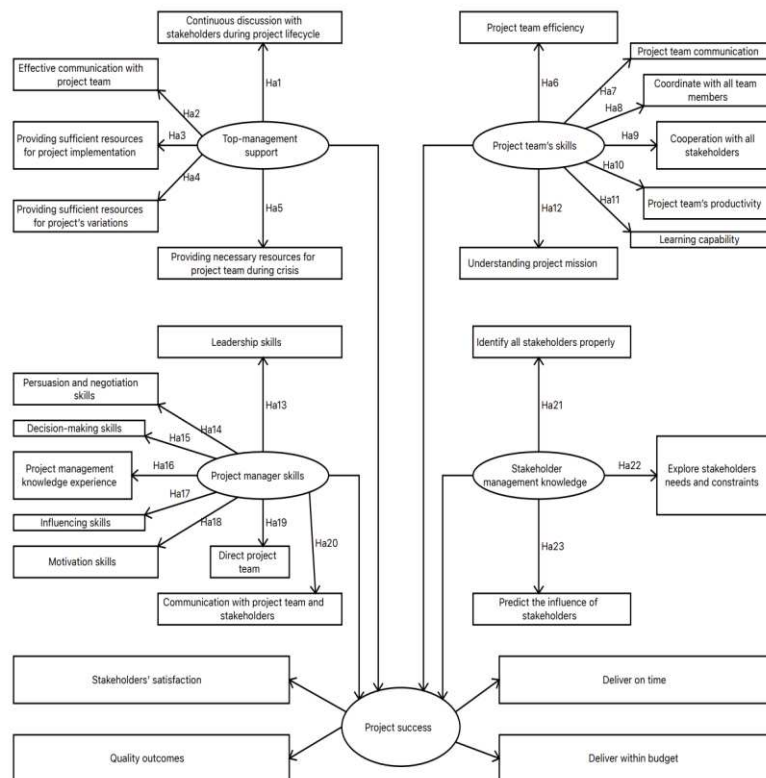 Continuous discussion with
stakeholders during project lifecycle
Ha1
Effective communication with
project team
Ha2
Ha3
Providing sufficient resources
for project implementation
Top-management
support
Ha4
Providing sufficient resources
for project's variations
Ha5
Providing necessary resources for
project team during crisis
Project team efficiency
Ha6
Project team communication
Ha7
Coordinate with all team
members
Ha8
Ha9
Cooperation with all
stakeholders
Project team's skills
Ha10
Project team's productivity
Ha11
Learning capability
Ha12
Understanding project mission
Leadership skills
Ha13
Persuasion and negotiation
skills
Ha14
Decision-making skills
Ha15
Project management
knowledge experience
Ha16
Project manager skills
Ha17
Influencing skills
Ha18
Motivation skills
Ha19
Direct project
team
Ha20
Communication with project team and
stakeholders
Identify all stakeholders properly
Ha21
Stakeholder
management knowledge
Ha22
Explore stakeholders
needs and constraints
Ha23
Predict the influence of
stakeholders
Stakeholders' satisfaction
Deliver on time
Project success
Quality outcomes
Deliver within budget